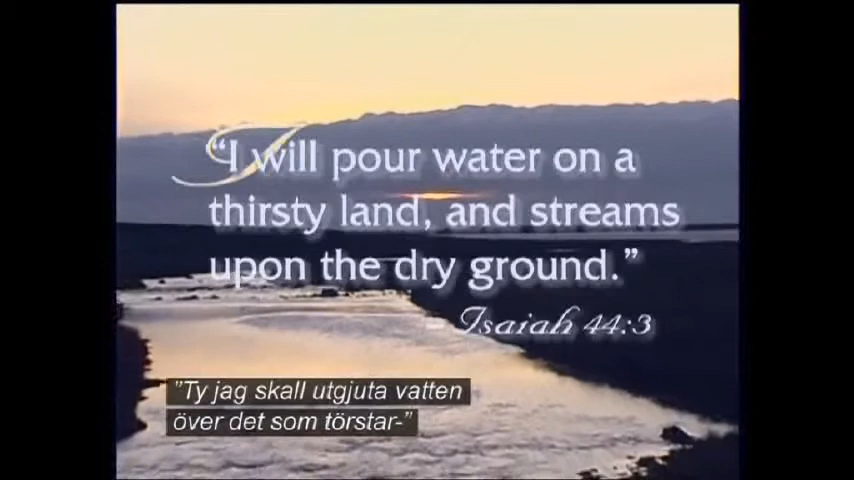 “I will pour water on a
thirsty land, and streams
upon the dry ground.”
– Isaiah 44:3
”Ty jag skall utgjuta vatten
över det som törstar-”